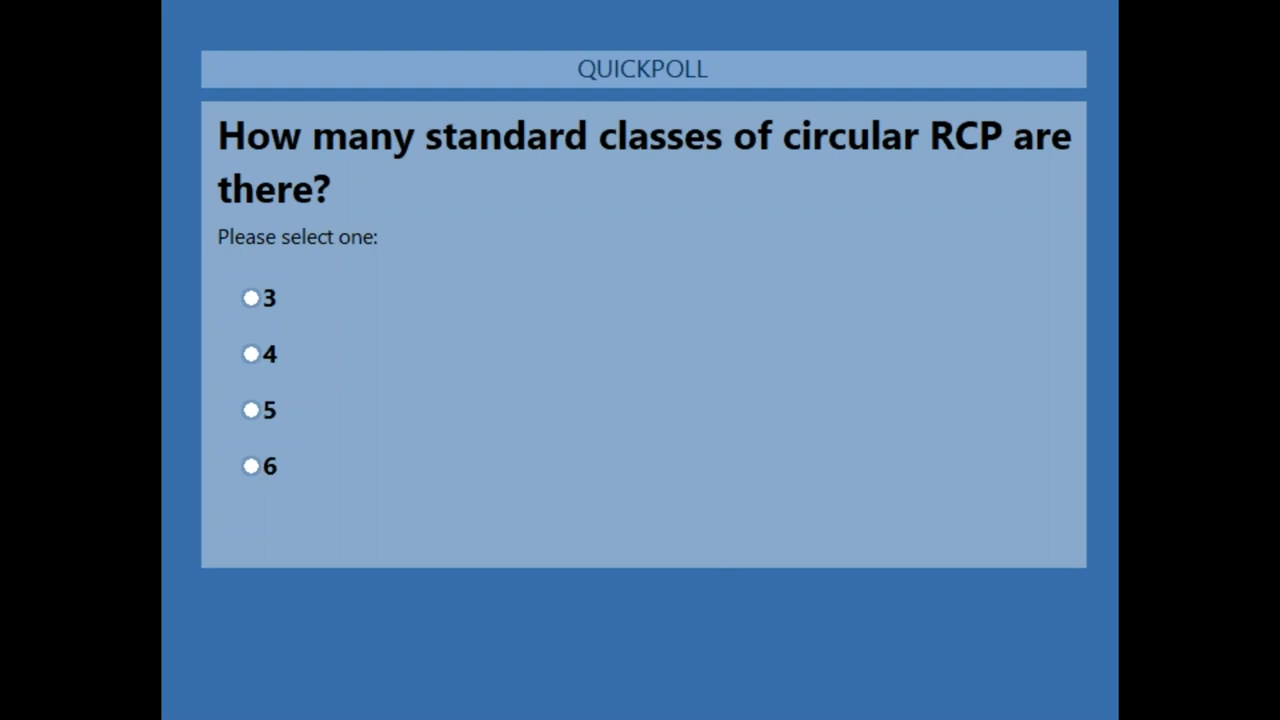 QUICKPOLL
How many standard classes of circular RCP are
there?
Please select one:
3
4
5
6